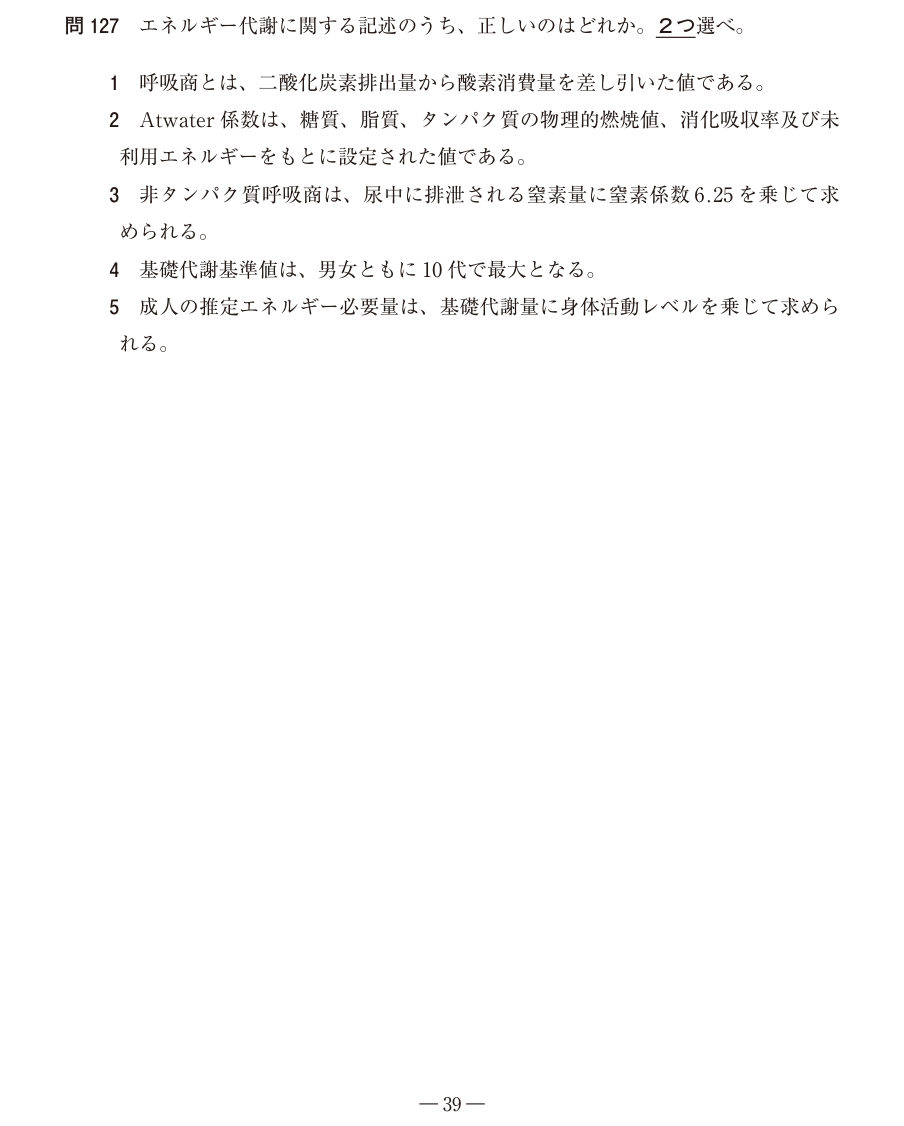 問 127　エネルギー代謝に関する記述のうち、正しいのはどれか。２つ選べ。
1　呼吸商とは、二酸化炭素排出量から酸素消費量を差し引いた値である。
2　Atwater 係数は、糖質、脂質、タンパク質の物理的燃焼値、消化吸収率及び未
利用エネルギーをもとに設定された値である。
3　非タンパク質呼吸商は、尿中に排泄される窒素量に窒素係数 6.25 を乗じて求
められる。
4　基礎代謝基準値は、男女ともに 10 代で最大となる。
5　成人の推定エネルギー必要量は、基礎代謝量に身体活動レベルを乗じて求めら
れる。
― 39 ―